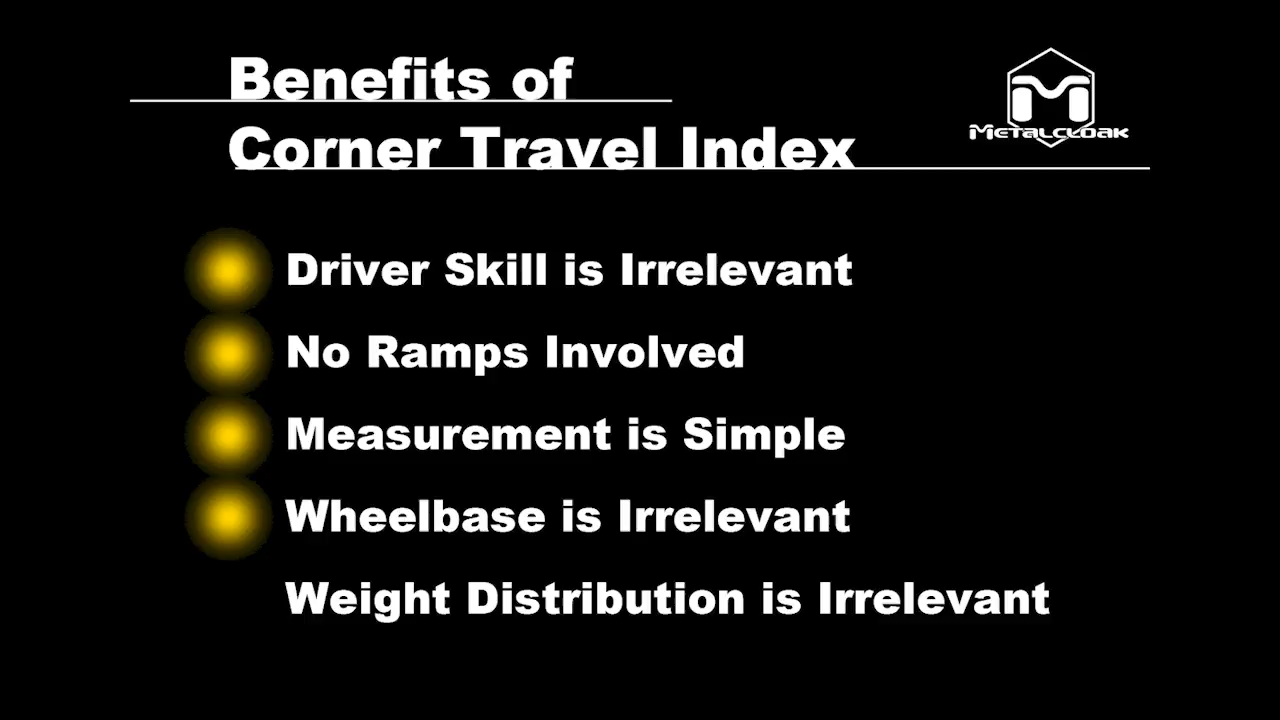 Benefits of
Corner Travel Index
METALCLOAK
Driver Skill is Irrelevant
No Ramps Involved
Measurement is Simple
Wheelbase is Irrelevant
Weight Distribution is Irrelevant